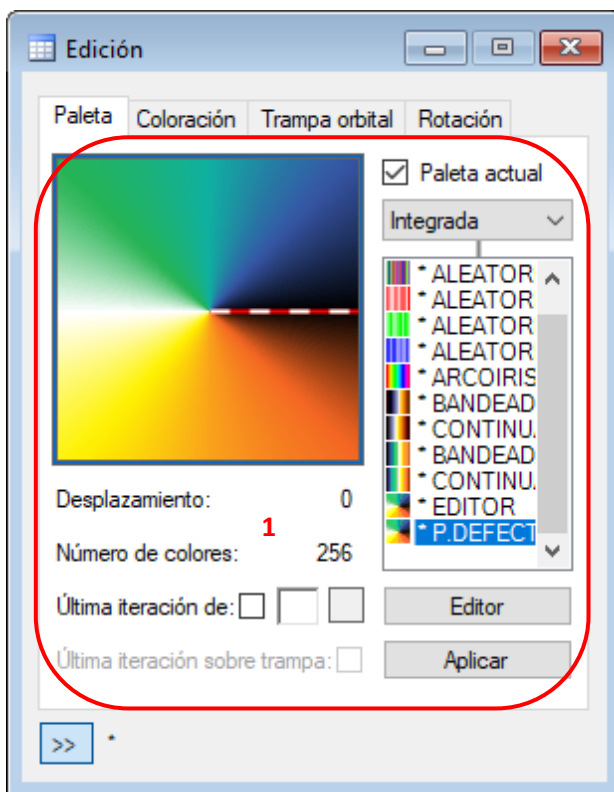 Edición
Paleta Coloración Trampa orbital Rotación
Paleta actual
Integrada
* ALEATOR
* ALEATOR
* ALEATOR
* ALEATOR
* ARCOIRIS
* BANDEAD
* CONTINU.
* BANDEAD
* CONTINU.
* EDITOR
* P.DEFECT
Desplazamiento: 0
1
Número de colores: 256
Última iteración de: Editor
Última iteración sobre trampa: Aplicar
>> *